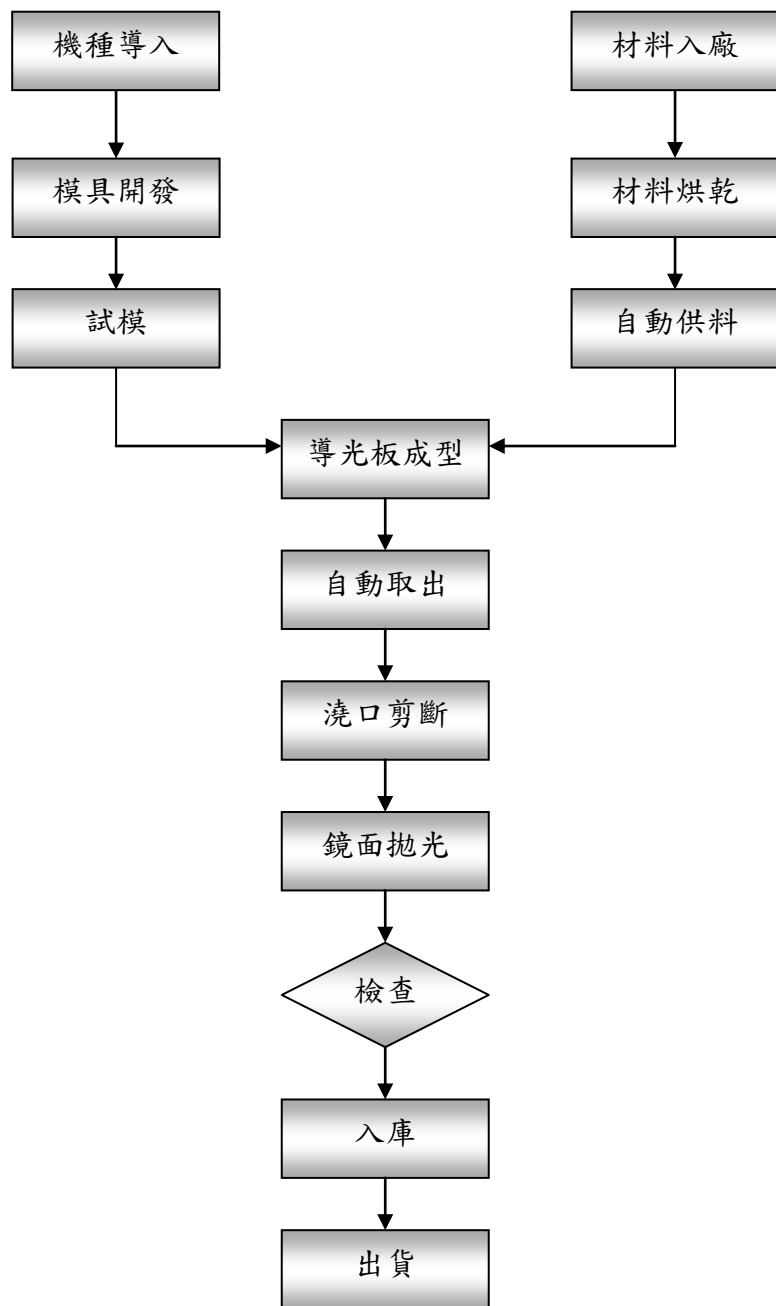 機種導入
材料入廠
模具開發
材料烘乾
試模
自動供料
導光板成型
自動取出
澆口剪斷
鏡面拋光
檢查
入庫
出貨